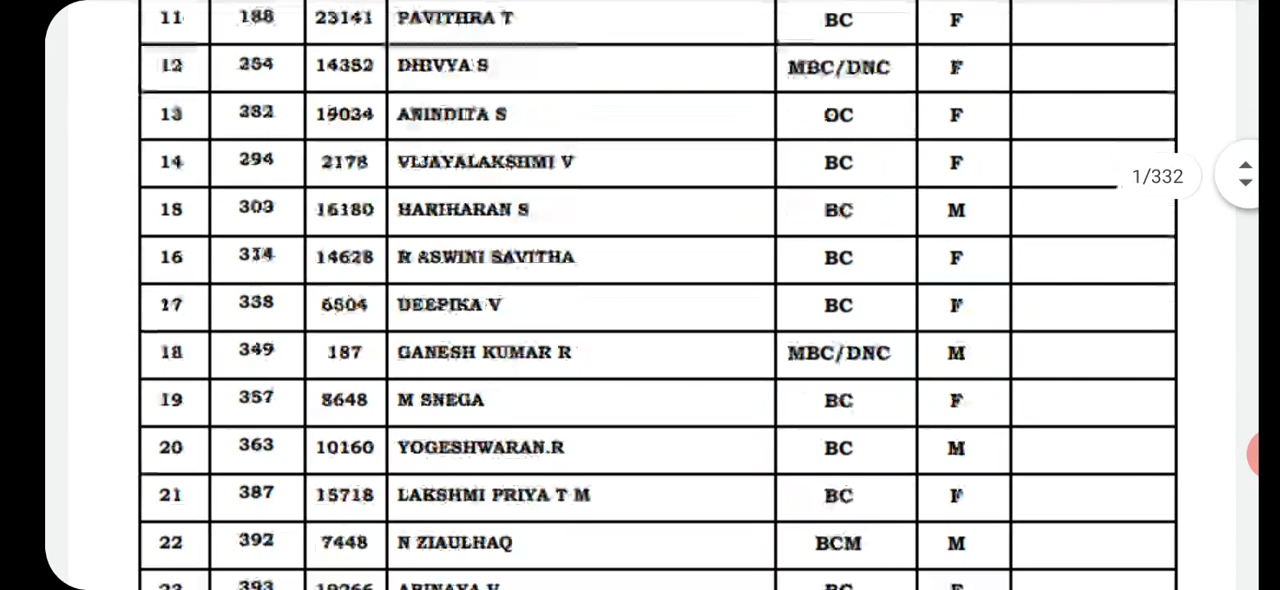 11 188 23141 PAVITHRA T BC F
12 254 14352 DHIVYA S MBC/DNC F
13 382 19034 ANINDITA S OC F
14 294 2178 VIJAYALAKSHMI V BC F
1/332
15 303 16180 HARIHARAN S BC M
16 314 14628 R ASWINI SAVITHA BC F
17 338 6504 DEEPIKA V BC F
18 349 187 GANESH KUMAR R MBC/DNC M
19 357 8648 M SNEGA BC F
20 363 10160 YOGESHWARAN.R BC M
21 387 15718 LAKSHMI PRIYA T M BC F
22 392 7448 N ZIAULHAQ BCM M